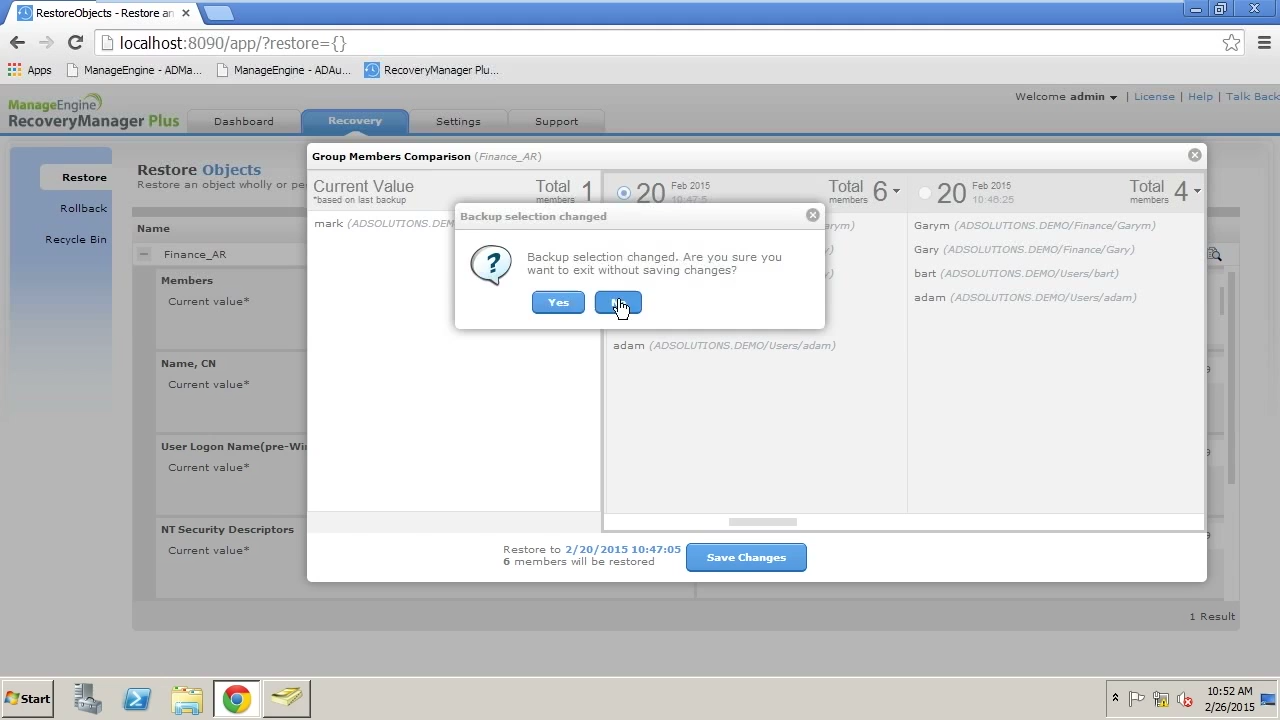 RestoreObjects - Restore an
localhost:8090/app/?restore={}
Apps
ManageEngine - ADMa...
ManageEngine - ADAu...
RecoveryManager Plu...
ManageEngine
RecoveryManager Plus
Dashboard
Recovery
Settings
Support
Welcome admin | License | Help | Talk Back
Restore
Rollback
Recycle Bin
Restore Objects
Restore an object wholly or
Name
Finance_AR
Members
Current value*
Name, CN
Current value*
User Logon Name(pre-Wi
Current value*
NT Security Descriptors
Current value*
1 Result
Group Members Comparison (Finance_AR)
Current Value
*based on last backup
Total members 1
mark (ADSOLUTIONS.DEM
20 Feb 2015
10:47:5
Total members 6
adam (ADSOLUTIONS.DEMO/Users/adam)
20 Feb 2015
10:46:25
Total members 4
Garym (ADSOLUTIONS.DEMO/Finance/Garym)
Gary (ADSOLUTIONS.DEMO/Finance/Gary)
bart (ADSOLUTIONS.DEMO/Users/bart)
adam (ADSOLUTIONS.DEMO/Users/adam)
Backup selection changed
Backup selection changed. Are you sure you
want to exit without saving changes?
Yes
Restore to 2/20/2015 10:47:05
6 members will be restored
Save Changes
Start
10:52 AM
2/26/2015